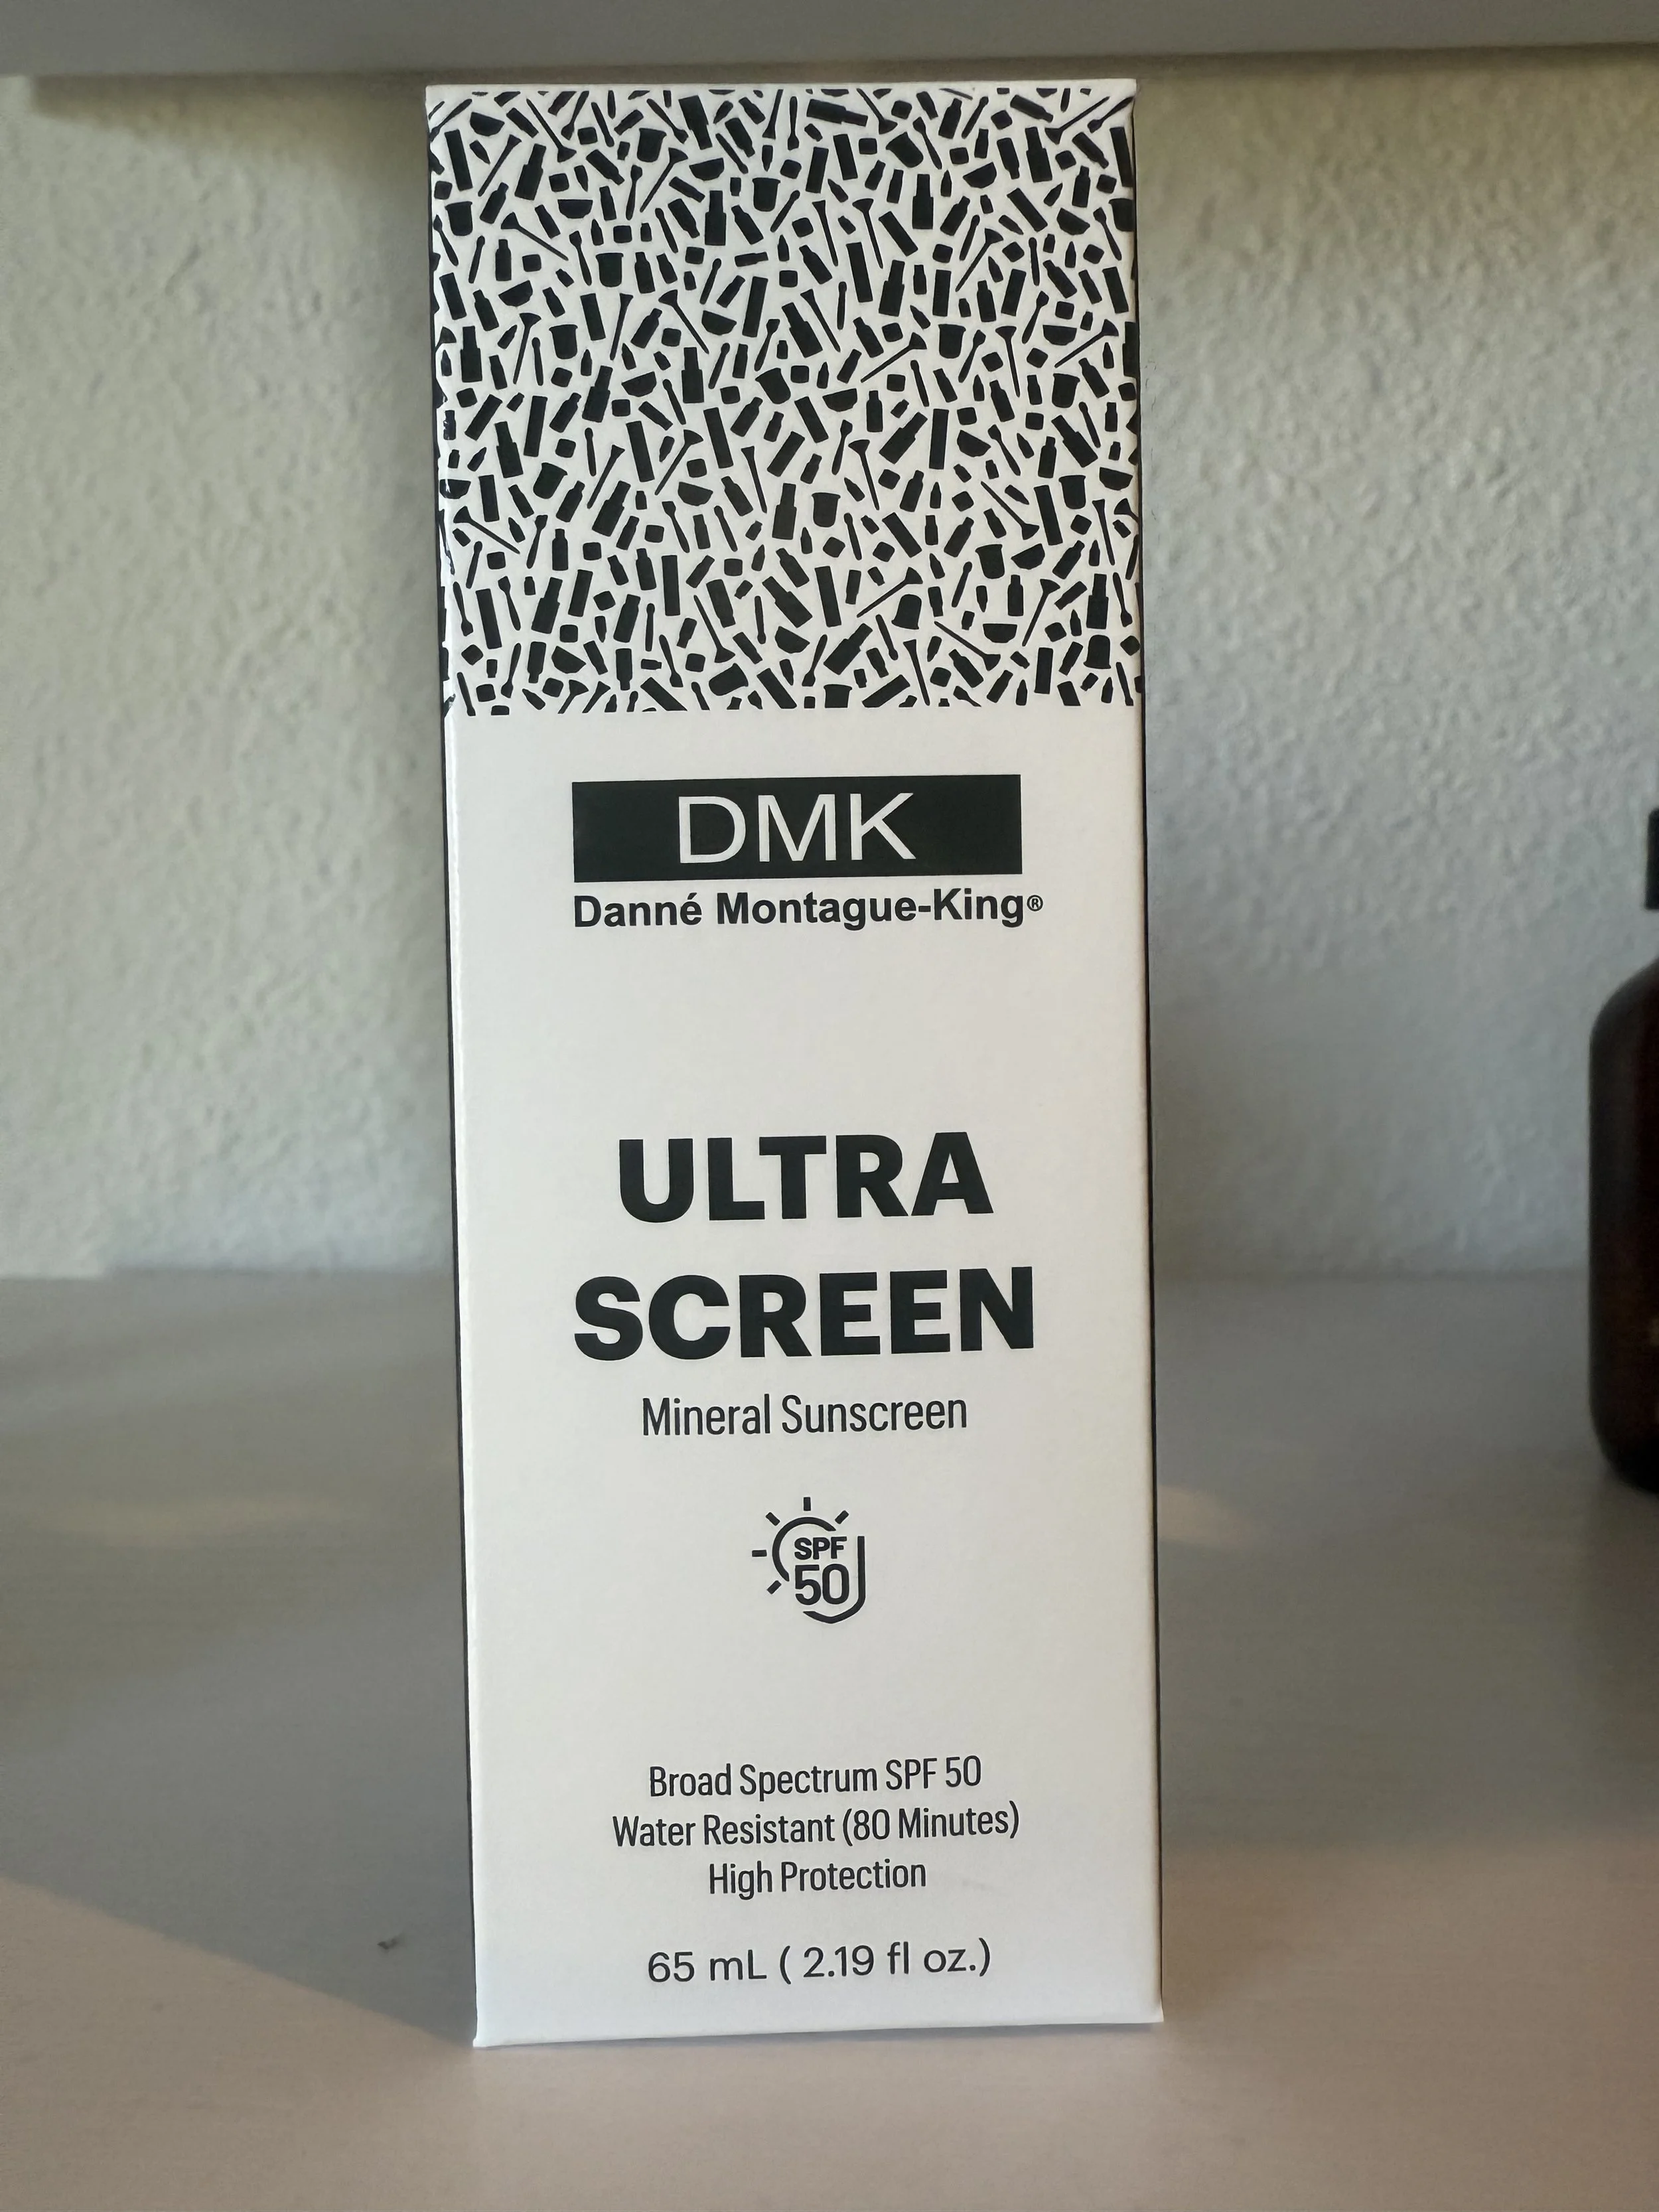 DMK
Danné Montague-King®
ULTRA
SCREEN
Mineral Sunscreen
SPF
50
Broad Spectrum SPF 50
Water Resistant (80 Minutes)
High Protection
65 mL ( 2.19 fl oz.)